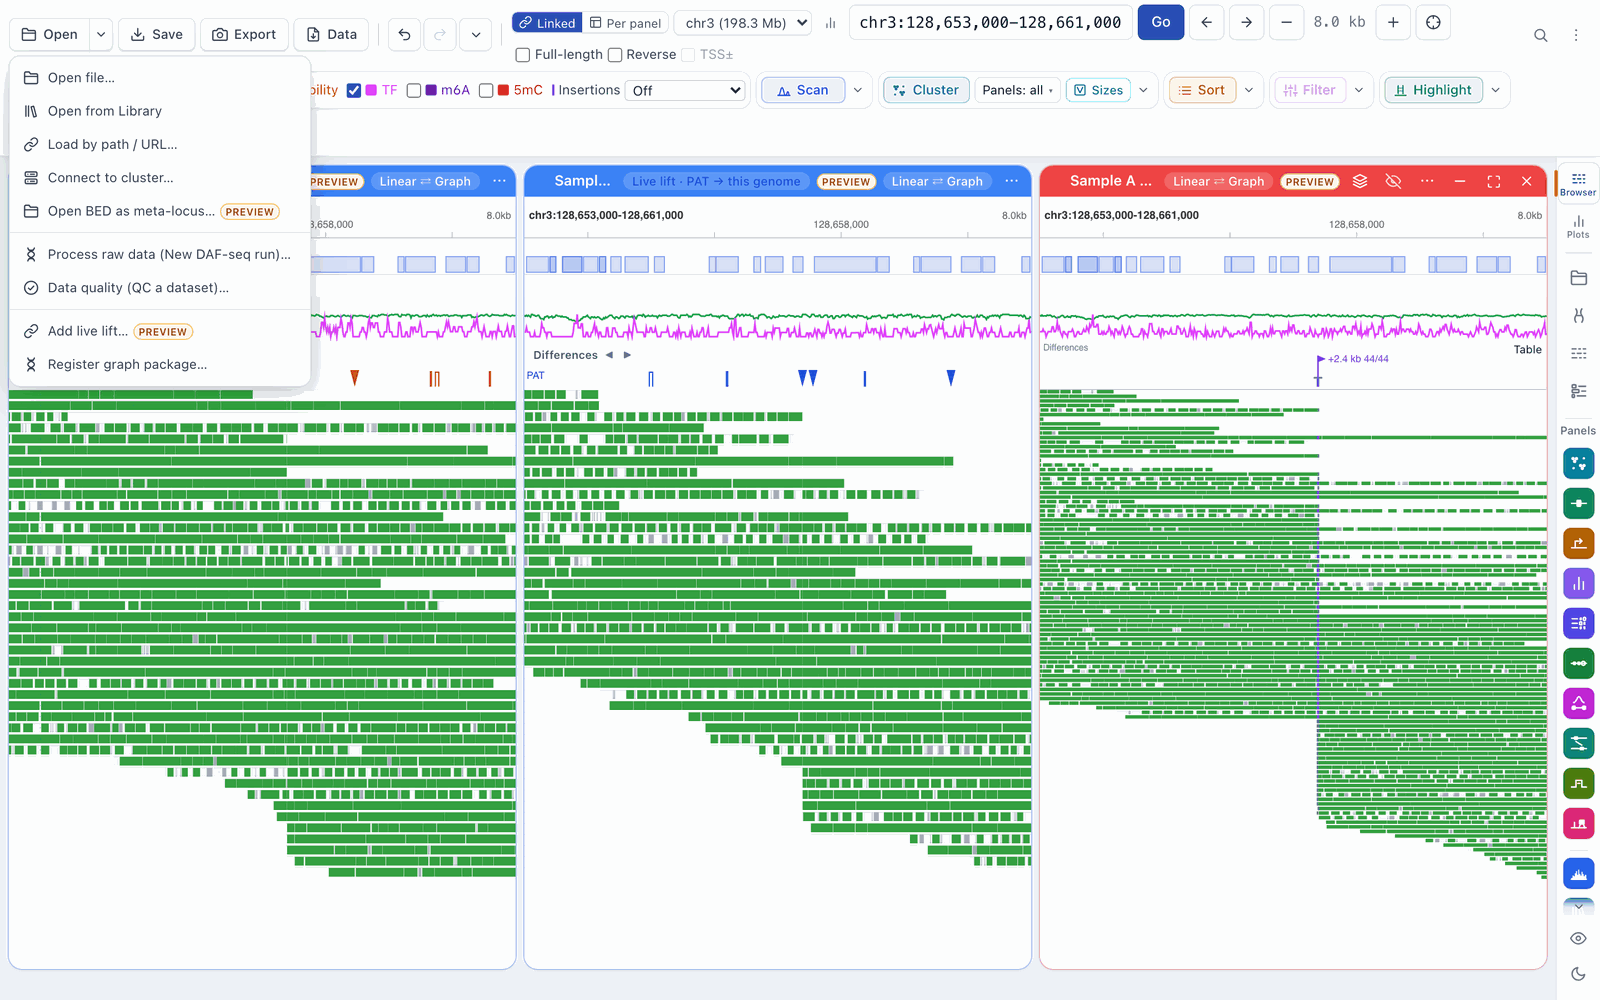 Open
Save
Export
Data
Linked
Per panel
chr3 (198.3 Mb)
chr3:128,653,000–128,661,000
Go
8.0 kb
Full-length
Reverse
TSS±
Open file...
Open from Library
Load by path / URL...
Connect to cluster...
Open BED as meta-locus... PREVIEW
Process raw data (New DAF-seq run)...
Data quality (QC a dataset)...
Add live lift... PREVIEW
Register graph package...
bility
TF
m6A
5mC
Insertions
Off
Scan
Cluster
Panels: all
Sizes
Sort
Filter
Highlight
PREVIEW
Linear ⇌ Graph
8.0kb
8,658,000
Sampl...
Live lift · PAT → this genome
PREVIEW
Linear ⇌ Graph
chr3:128,653,000-128,661,000
8.0kb
128,658,000
Differences ◀ ▶
PAT
Sample A ...
Linear ⇌ Graph
PREVIEW
chr3:128,653,000-128,661,000
8.0kb
128,658,000
Differences
Table
+2.4 kb 44/44
Browser
Plots
Panels